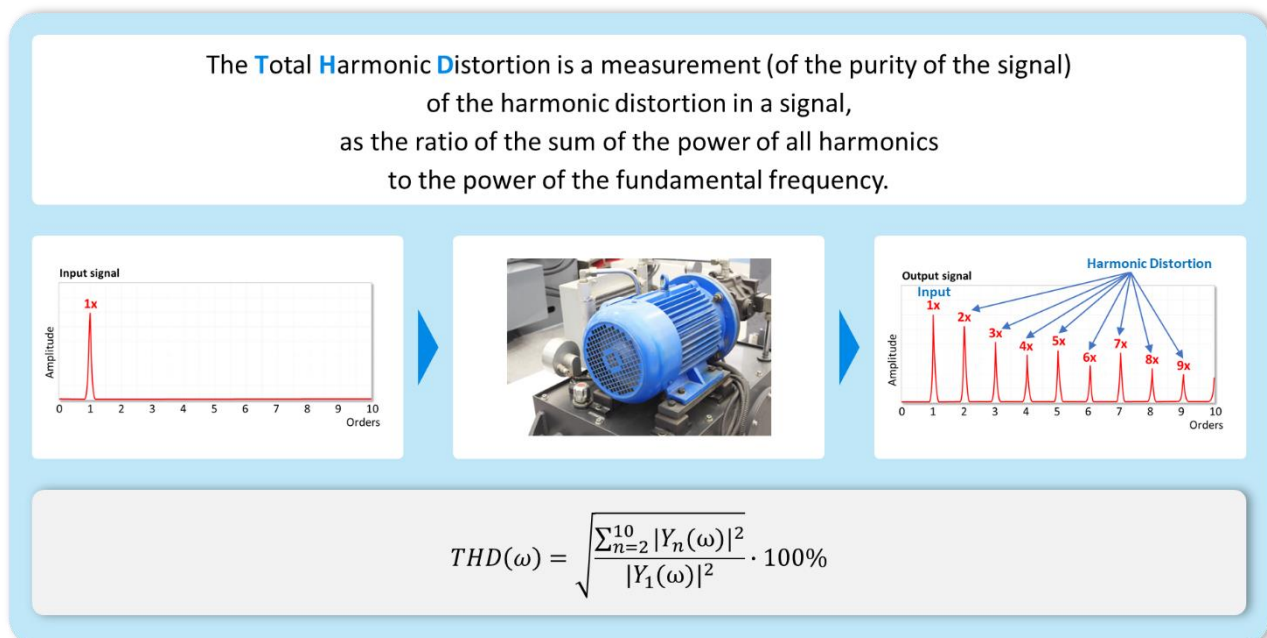 The Total Harmonic Distortion is a measurement (of the purity of the signal)
of the harmonic distortion in a signal,
as the ratio of the sum of the power of all harmonics
to the power of the fundamental frequency.
Input signal
1x
Amplitude
0 1 2 3 4 5 6 7 8 9 10
Orders
Output signal
Harmonic Distortion
Input
1x
2x
3x
4x
5x
6x
7x
8x
9x
Amplitude
0 1 2 3 4 5 6 7 8 9 10
Orders
THD(ω) = √(∑_{n=2}^{10} |Y_n(ω)|² / |Y_1(ω)|²) · 100%